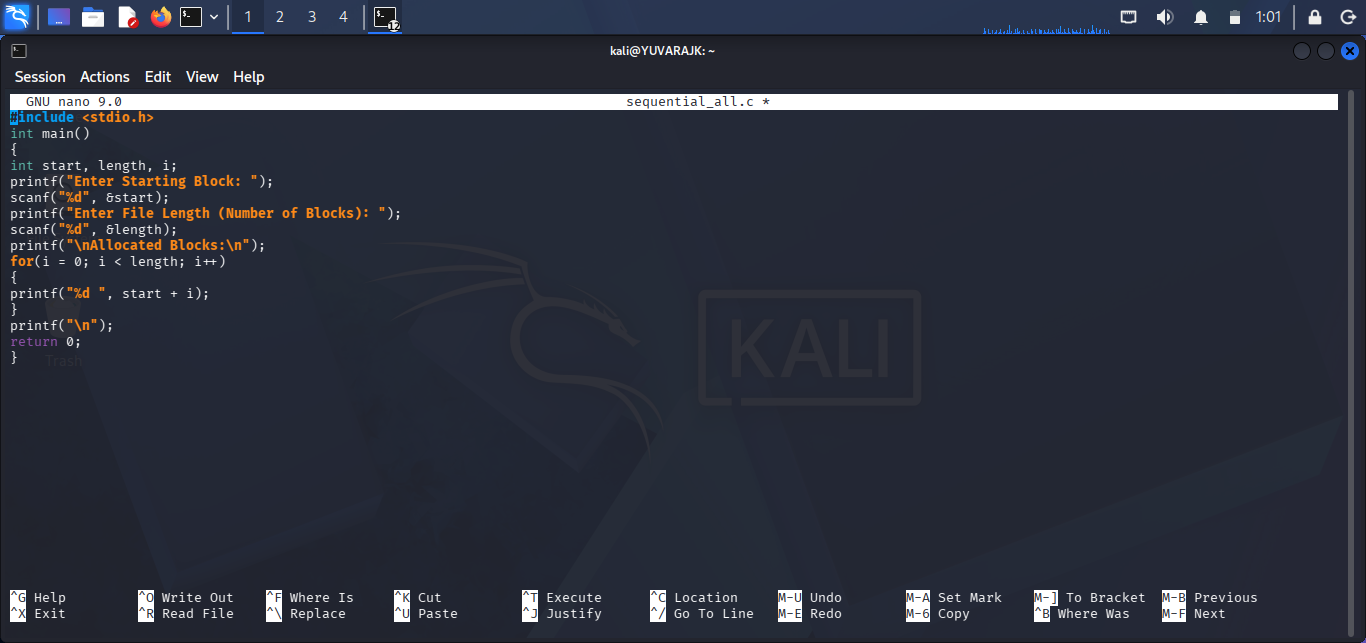 1 2 3 4 12 1:01
kali@YUVARAJK: ~
Session Actions Edit View Help
GNU nano 9.0 sequential_all.c *
#include <stdio.h>
int main()
{
int start, length, i;
printf("Enter Starting Block: ");
scanf("%d", &start);
printf("Enter File Length (Number of Blocks): ");
scanf("%d", &length);
printf("\nAllocated Blocks:\n");
for(i = 0; i < length; i++)
{
printf("%d ", start + i);
}
printf("\n");
return 0;
}
Trash
KALI
^G Help ^O Write Out ^F Where Is ^K Cut ^T Execute ^C Location M-U Undo M-A Set Mark M-] To Bracket M-B Previous
^X Exit ^R Read File ^\ Replace ^U Paste ^J Justify ^/ Go To Line M-E Redo M-6 Copy ^B Where Was M-F Next